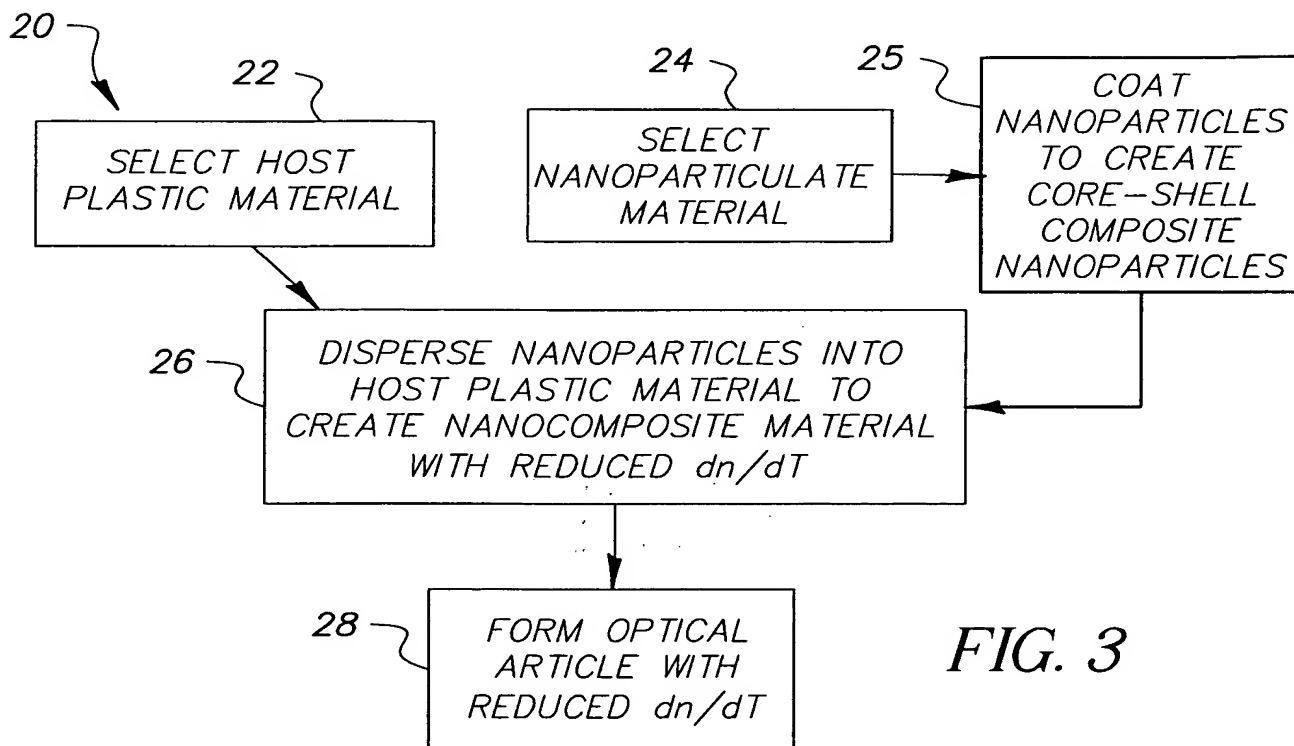 20
22
SELECT HOST
PLASTIC MATERIAL
24
SELECT
NANOPARTICULATE
MATERIAL
25
COAT
NANOPARTICLES
TO CREATE
CORE-SHELL
COMPOSITE
NANOPARTICLES
26
DISPERSE NANOPARTICLES INTO
HOST PLASTIC MATERIAL TO
CREATE NANOCOMPOSITE MATERIAL
WITH REDUCED dn/dT
28
FORM OPTICAL
ARTICLE WITH
REDUCED dn/dT
FIG. 3